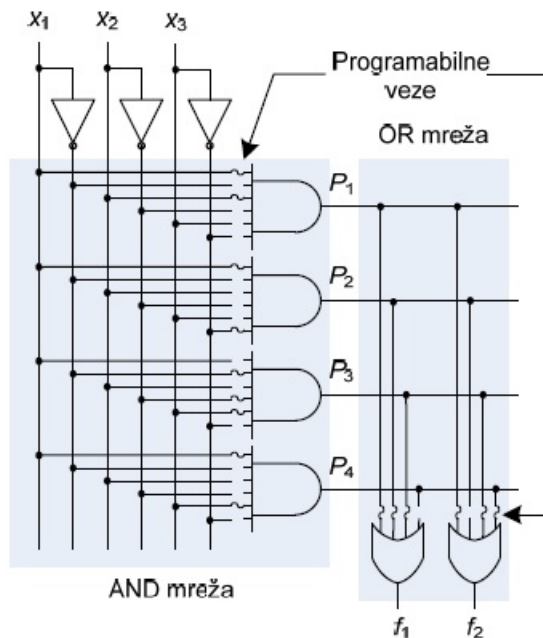 x1 x2 x3
Programabilne
veze
OR mreža
P1
P2
P3
P4
AND mreža
f1 f2